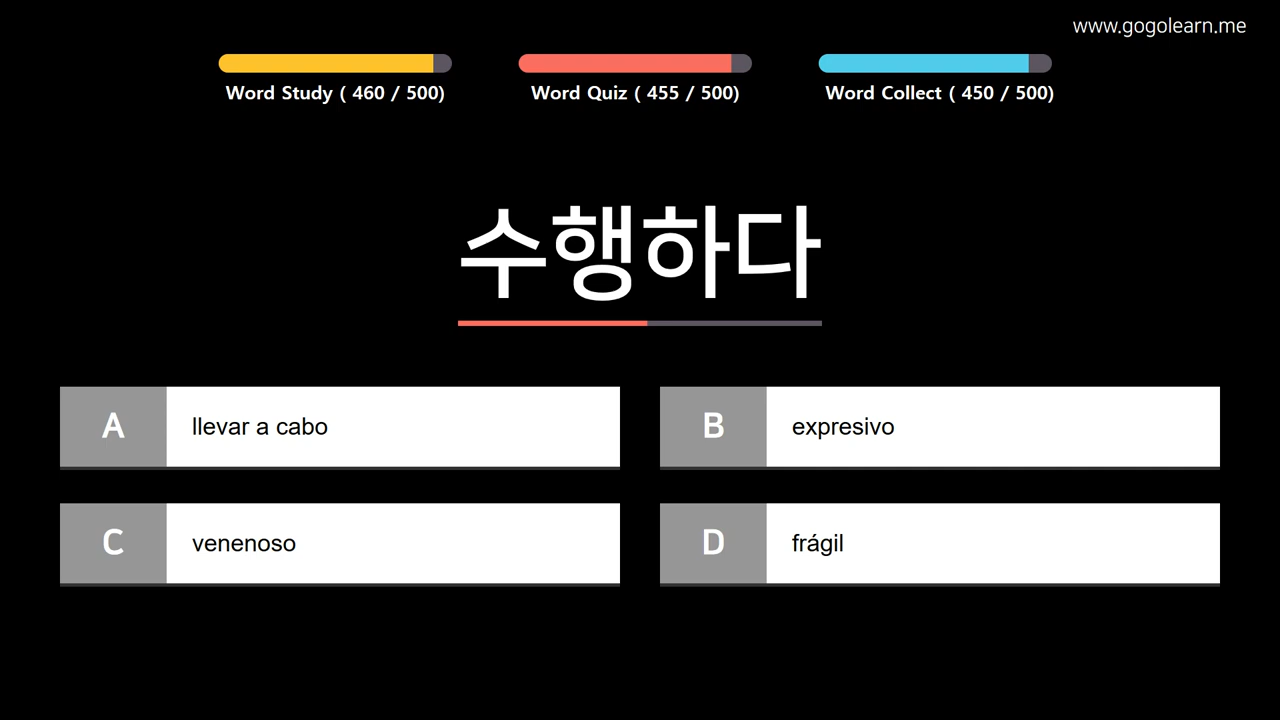 www.gogolearn.me
Word Study ( 460 / 500)
Word Quiz ( 455 / 500)
Word Collect ( 450 / 500)
수행하다
A llevar a cabo
B expresivo
C venenoso
D frágil